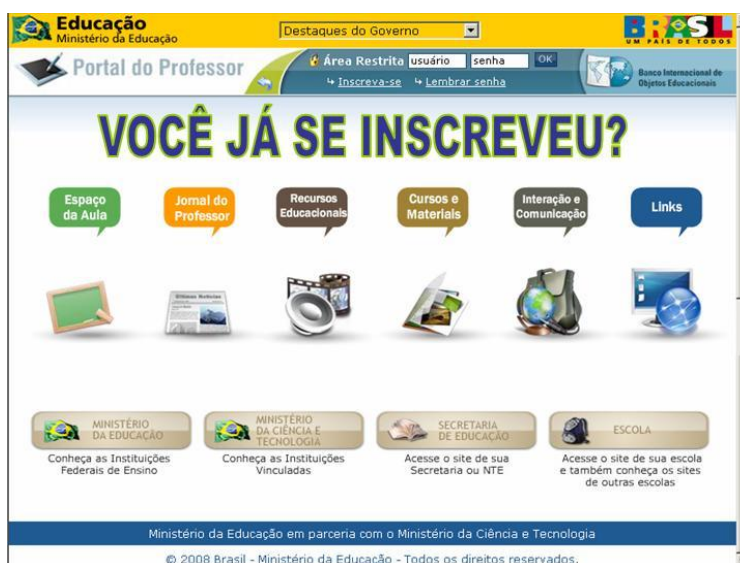 Educação
Ministério da Educação
Destaques do Governo
BRASIL
UM PAÍS DE TODOS
Portal do Professor
Área Restrita
usuário
senha
OK
Inscreva-se
Lembrar senha
Banco Internacional de
Objetos Educacionais
VOCÊ JÁ SE INSCREVEU?
Espaço
da Aula
Jornal do
Professor
Recursos
Educacionais
Cursos e
Materiais
Interação e
Comunicação
Links
Últimas Notícias
MINISTÉRIO
DA EDUCAÇÃO
MINISTÉRIO
DA CIÊNCIA E
TECNOLOGIA
SECRETARIA
DE EDUCAÇÃO
ESCOLA
Conheça as Instituições
Federais de Ensino
Conheça as Instituições
Vinculadas
Acesse o site de sua
Secretaria ou NTE
Acesse o site de sua escola
e também conheça os sites
de outras escolas
Ministério da Educação em parceria com o Ministério da Ciência e Tecnologia
© 2008 Brasil - Ministério da Educação - Todos os direitos reservados.